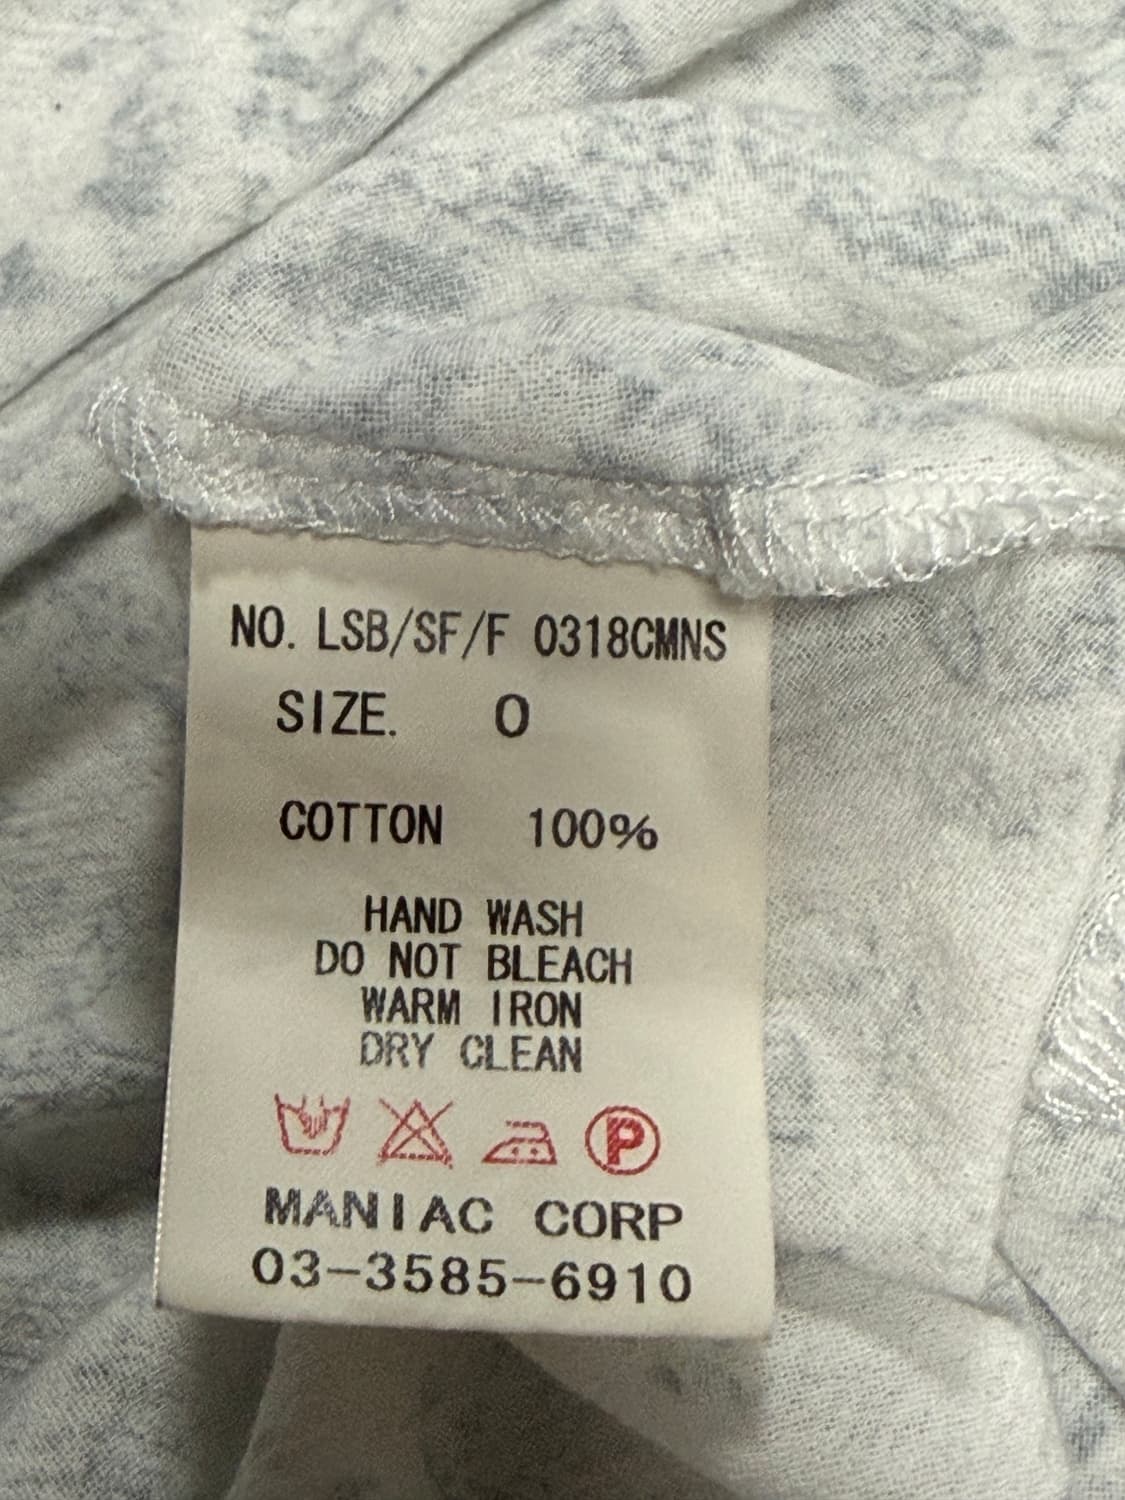 NO. LSB/SF/F 0318CMNS
SIZE. 0
COTTON 100%
HAND WASH
DO NOT BLEACH
WARM IRON
DRY CLEAN
P
MANIAC CORP
03-3585-6910